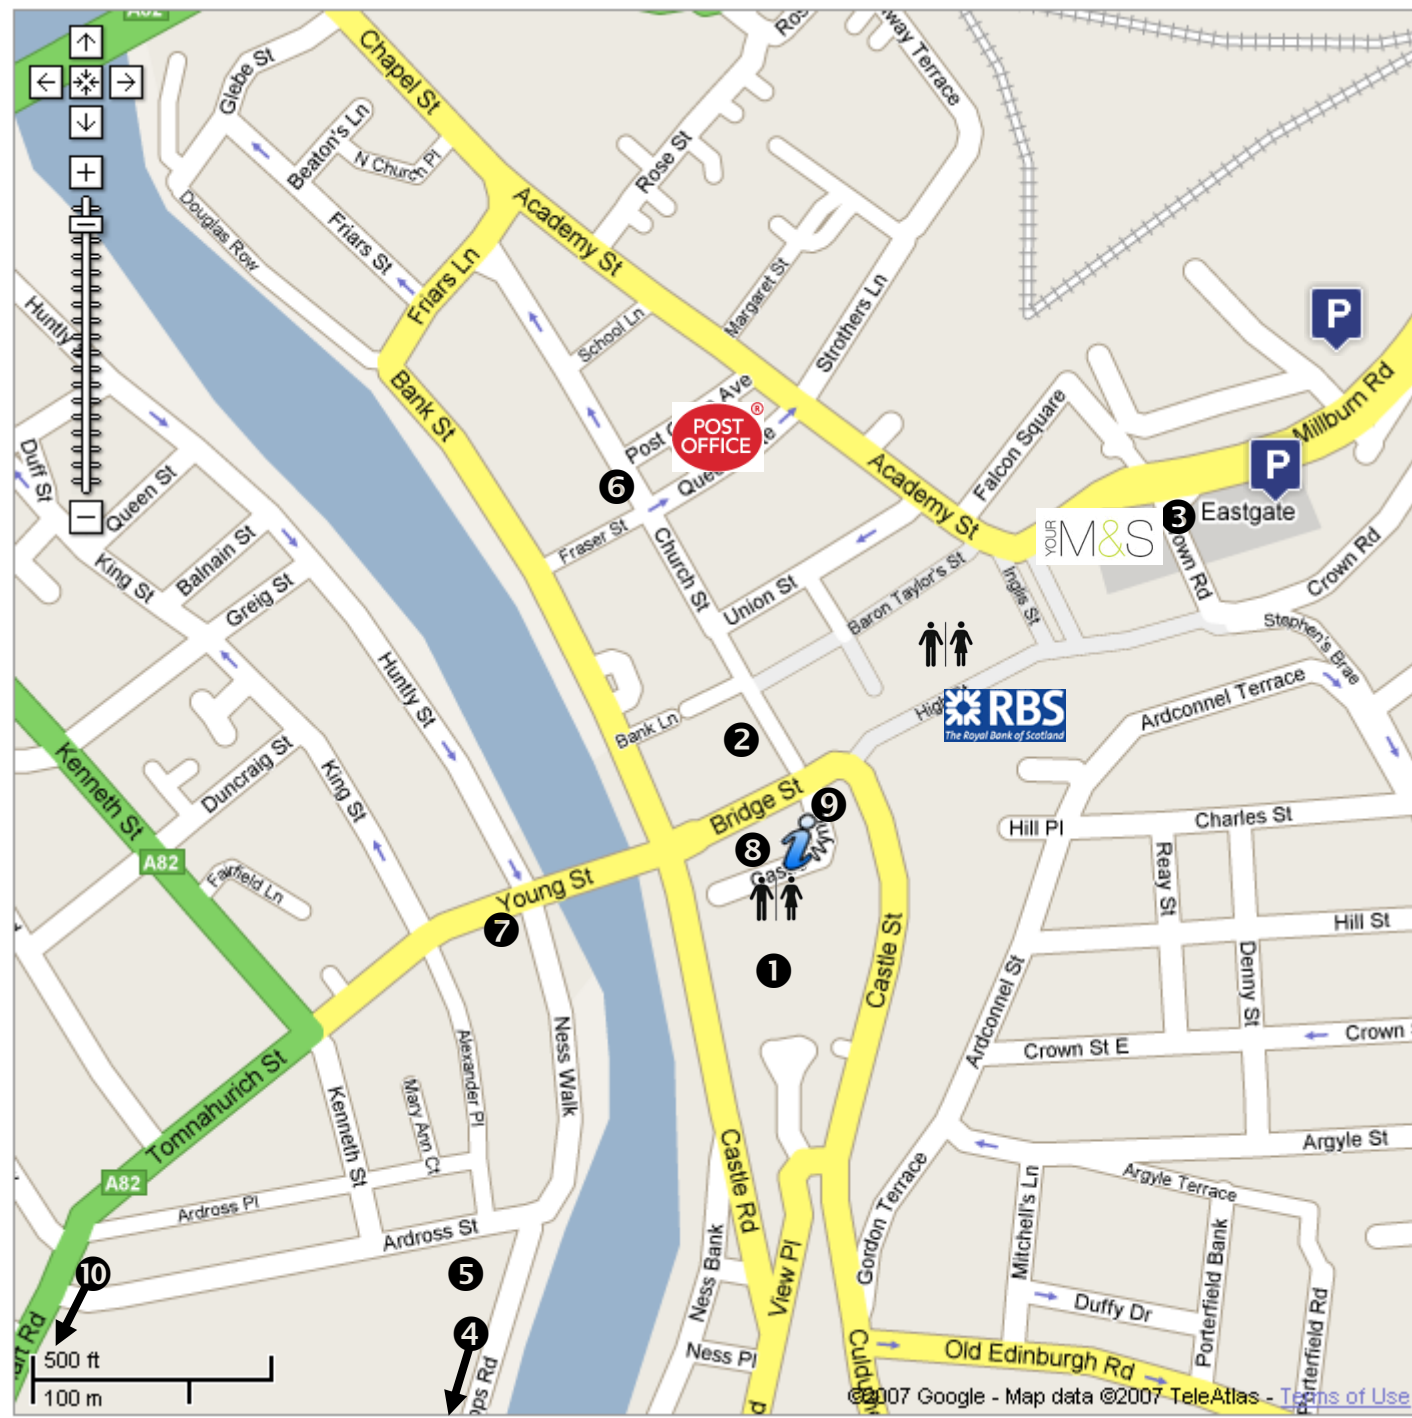 A82
Chapel St
Glebe St
Beaton's Ln
N Church Pl
Rose St
Academy St
Douglas Row
Friars St
Friars Ln
School Ln
Margaret St
Strothers Ln
Huntly
Bank St
Post
Ave
POST
OFFICE
®
P
Millburn Rd
Falcon Square
Duff St
Queen St
Academy St
P
6
Fraser St
Church St
YOUR
M&S
3
Eastgate
Crown Rd
King St
Balnain St
Greig St
Union St
Baron Taylor's St
Inglis St
Crown Rd
Stephen's Brae
Huntly St
Bank Ln
2
RBS
The Royal Bank of Scotland
Ardconnel Terrace
Kenneth St
Duncraig St
King St
Bridge St
9
8
i
Hill Pl
Charles St
A82
Fairfield Ln
Young St
7
Reay St
Hill St
1
Castle St
Denny St
Ardconnel St
Crown St E
Crown
Ness Walk
Alexander Pl
Mary Ann Ct
Kenneth St
Tomnahurich St
A82
Ardross Pl
Ardross St
Castle Rd
View Pl
Ness Bank
Gordon Terrace
Argyle St
Argyle Terrace
Mitchell's Ln
Porterfield Bank
Duffy Dr
10
5
4
Ness Pl
Old Edinburgh Rd
500 ft
100 m
©2007 Google - Map data ©2007 TeleAtlas - Terms of Use